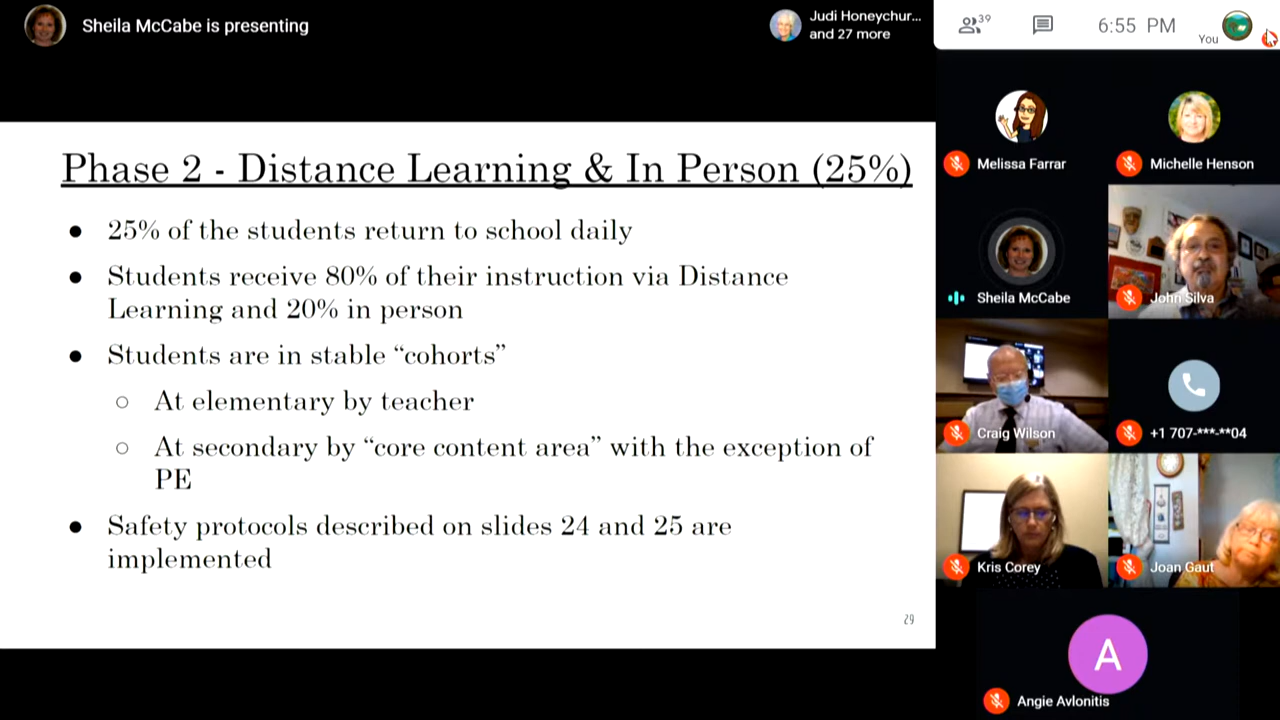 Sheila McCabe is presenting
Judi Honeychur...
and 27 more
39
6:55 PM
You
Phase 2 - Distance Learning & In Person (25%)
● 25% of the students return to school daily
● Students receive 80% of their instruction via Distance
Learning and 20% in person
● Students are in stable “cohorts”
○ At elementary by teacher
○ At secondary by “core content area” with the exception of
PE
● Safety protocols described on slides 24 and 25 are
implemented
29
Melissa Farrar
Michelle Henson
Sheila McCabe
John Silva
Craig Wilson
+1 707-***-**04
Kris Corey
Joan Gaut
A
Angie Avlonitis